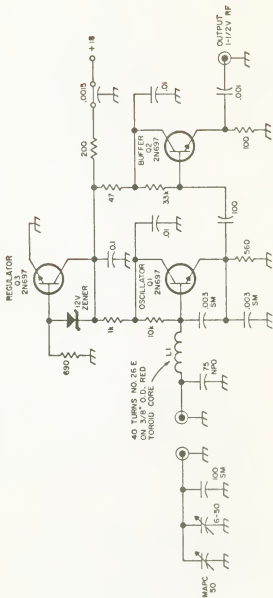 REGULATOR
Q3
2N697
12V
ZENER
690
+18
.0015
200
0.1
1k
47
OSCILLATOR
Q1
2N697
.01
10k
BUFFER
Q2
2N697
.01
33k
OUTPUT
1-1/2V RF
.001
100
100
560
.003
SM
.003
SM
40 TURNS NO. 26 E
ON 3/8" O.D. RED
TOROID CORE
L1
75
NPO
100
SM
6-50
MAPC
50